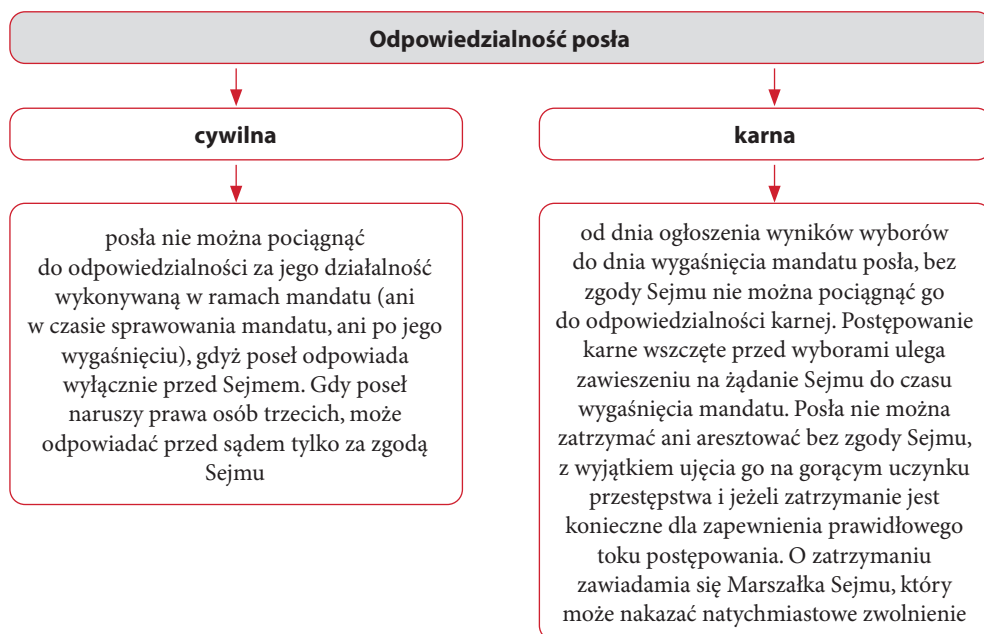 Odpowiedzialność posła
cywilna
posła nie można pociągnąć
do odpowiedzialności za jego działalność
wykonywaną w ramach mandatu (ani
w czasie sprawowania mandatu, ani po jego
wygaśnięciu), gdyż poseł odpowiada
wyłącznie przed Sejmem. Gdy poseł
naruszy prawa osób trzecich, może
odpowiadać przed sądem tylko za zgodą
Sejmu
karna
od dnia ogłoszenia wyników wyborów
do dnia wygaśnięcia mandatu posła, bez
zgody Sejmu nie można pociągnąć go
do odpowiedzialności karnej. Postępowanie
karne wszczęte przed wyborami ulega
zawieszeniu na żądanie Sejmu do czasu
wygaśnięcia mandatu. Posła nie można
zatrzymać ani aresztować bez zgody Sejmu,
z wyjątkiem ujęcia go na gorącym uczynku
przestępstwa i jeżeli zatrzymanie jest
konieczne dla zapewnienia prawidłowego
toku postępowania. O zatrzymaniu
zawiadamia się Marszałka Sejmu, który
może nakazać natychmiastowe zwolnienie